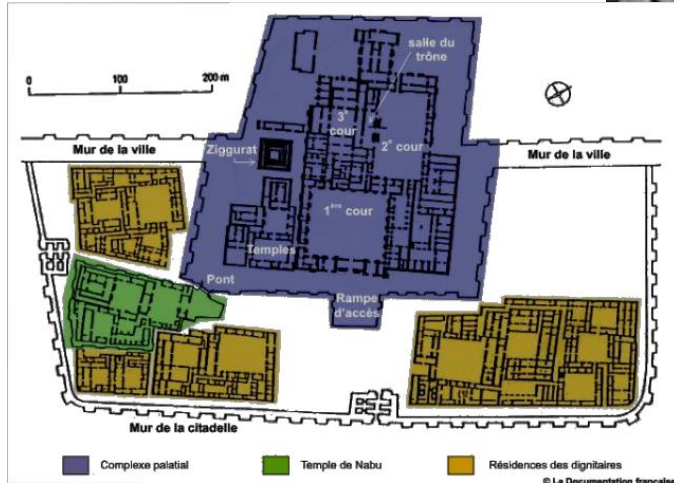 salle du
trône
0 100 200 m
3e
cour
2e cour
Mur de la ville
Ziggurat
Mur de la ville
1ère cour
Temples
Pont
Rampe
d'accès
Mur de la citadelle
Complexe palatial
Temple de Nabu
Résidences des dignitaires
© La Documentation française